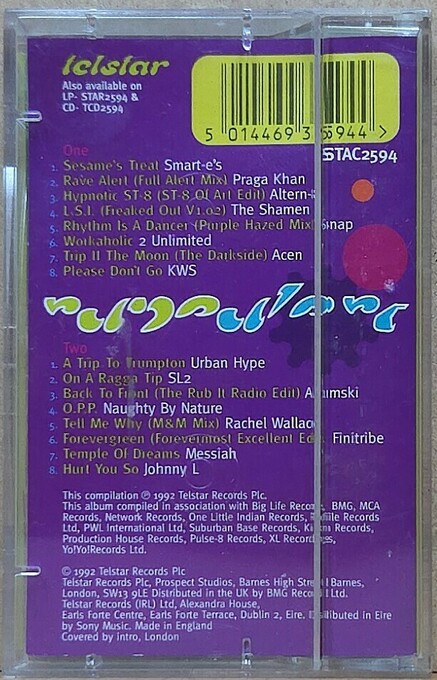 telstar
Also available on
LP- STAR2594 &
CD- TCD2594
5 014469 3 5944 >
STAC2594
One
1. Sesame's Treat Smart-e's
2. Rave Alert (Full Alert Mix) Praga Khan
3. Hypnotic ST-8 (ST-8 Of Art Edit) Altern-8
4. L.S.I. (Freaked Out V1.02) The Shamen
5. Rhythm Is A Dancer (Purple Hazed Mix) Snap
6. Workaholic 2 Unlimited
7. Trip II The Moon (The Darkside) Acen
8. Please Don't Go KWS
Two
1. A Trip To Trumpton Urban Hype
2. On A Ragga Tip SL2
3. Back To Front (The Rub It Radio Edit) Adamski
4. O.P.P. Naughty By Nature
5. Tell Me Why (M&M Mix) Rachel Wallace
6. Forevergreen (Forevermost Excellent Edit) Finitribe
7. Temple Of Dreams Messiah
8. Hurt You So Johnny L
This compilation ℗ 1992 Telstar Records Plc.
This album compiled in association with Big Life Records, BMG, MCA
Records, Network Records, One Little Indian Records, Records
Ltd, PWL International Ltd, Suburban Base Records, Records,
Production House Records, Pulse-8 Records, XL Recordings,
Yo!Yo!Records Ltd.
© 1992 Telstar Records Plc
Telstar Records Plc, Prospect Studios, Barnes High Street, Barnes,
London, SW13 9LE Distributed in the UK by BMG Records Ltd
Telstar Records (IRL) Ltd, Alexandra House,
Earls Forte Centre, Earls Forte Terrace, Dublin 2, Eire. Distributed in Eire
by Sony Music. Made in England
Covered by intro, London